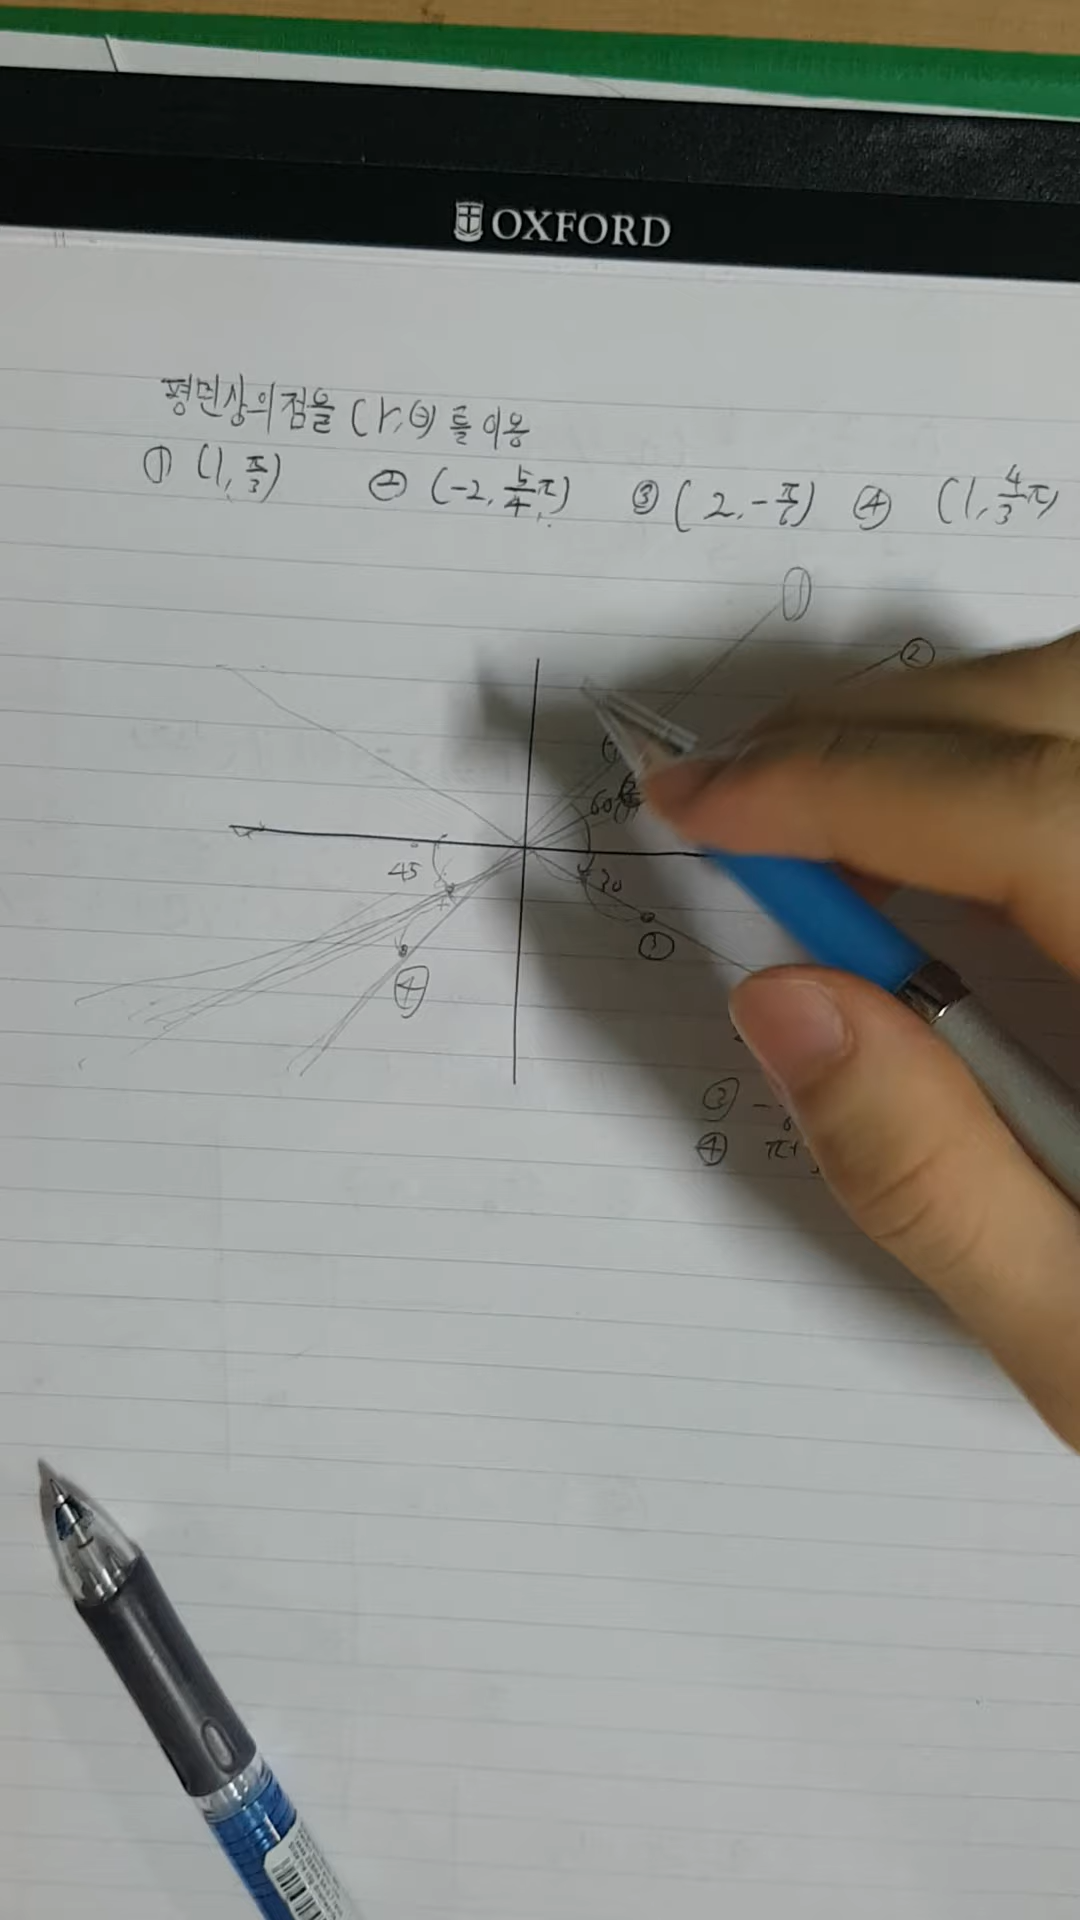 OXFORD
평면상의 점을 (r, θ)를 이용
① (1, π/3) ② (-2, 5/4π) ③ (2, -π/6) ④ (1, 4/3π)
①
②
60
45
30
③
④
③ -
④ π+